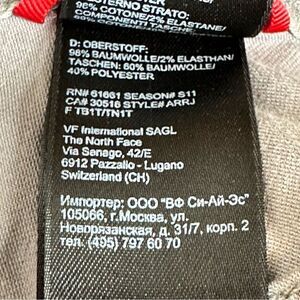 96% COTONE/2% ELASTANE/
COMPONENTI
D: OBERSTOFF:
98% BAUMWOLLE/2% ELASTHAN/
TASCHEN: 60% BAUMWOLLE/
40% POLYESTER
RN# 61661 SEASON# S11
CA# 30516 STYLE# ARRJ
F TB1T/TN1T
VF International SAGL
The North Face
Via Senago, 42/E
6912 Pazzallo - Lugano
Switzerland (CH)
Импортер: ООО "ВФ Си-Ай-Эс"
105066, г.Москва, ул.
Новорязанская, д. 31/7, корп. 2
тел. (495) 797 60 70